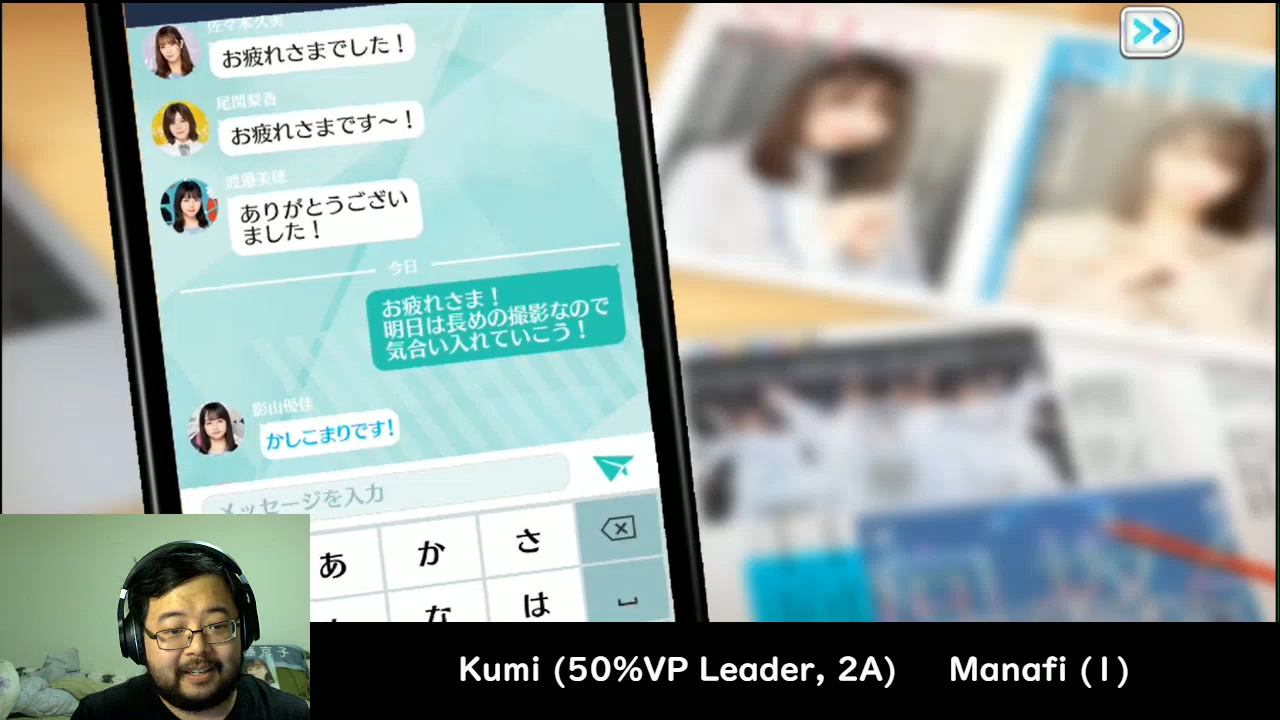 佐々木久美
お疲れさまでした！
尾関梨香
お疲れさまです〜！
渡邉美穂
ありがとうござい
ました！
今日
お疲れさま！
明日は長めの撮影なので
気合い入れていこう！
影山優佳
かしこまりです！
メッセージを入力
あ
か
さ
な
は
Kumi (50%VP Leader, 2A)
Manafi (1)